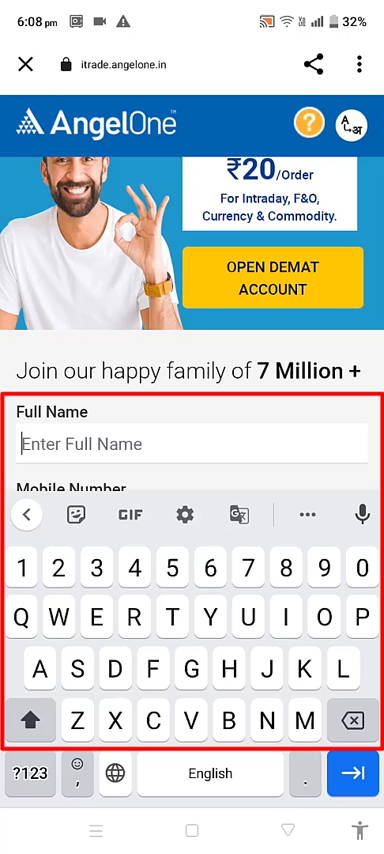 6:08 pm
32%
itrade.angelone.in
AngelOne
₹20/Order
For Intraday, F&O,
Currency & Commodity.
OPEN DEMAT
ACCOUNT
Join our happy family of 7 Million +
Full Name
Enter Full Name
Mobile Number
GIF
1 2 3 4 5 6 7 8 9 0
Q W E R T Y U I O P
A S D F G H J K L
Z X C V B N M
?123 , English .